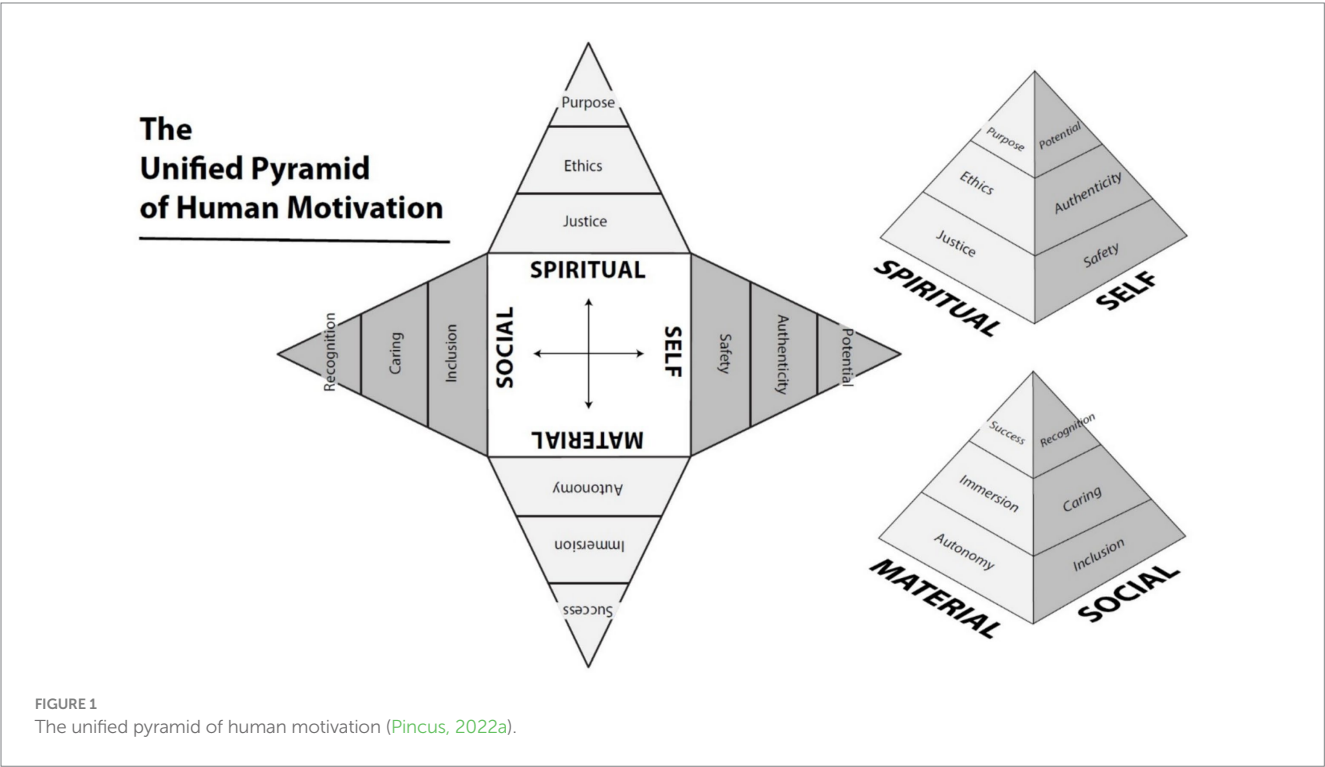 The
Unified Pyramid
of Human Motivation
Purpose
Ethics
Justice
SPIRITUAL
Recognition
Caring
Inclusion
SOCIAL
SELF
Safety
Authenticity
Potential
MATERIAL
Autonomy
Immersion
Success
Purpose
Potential
Ethics
Authenticity
Justice
Safety
SPIRITUAL
SELF
Success
Recognition
Immersion
Caring
Autonomy
Inclusion
MATERIAL
SOCIAL
FIGURE 1
The unified pyramid of human motivation (Pincus, 2022a).